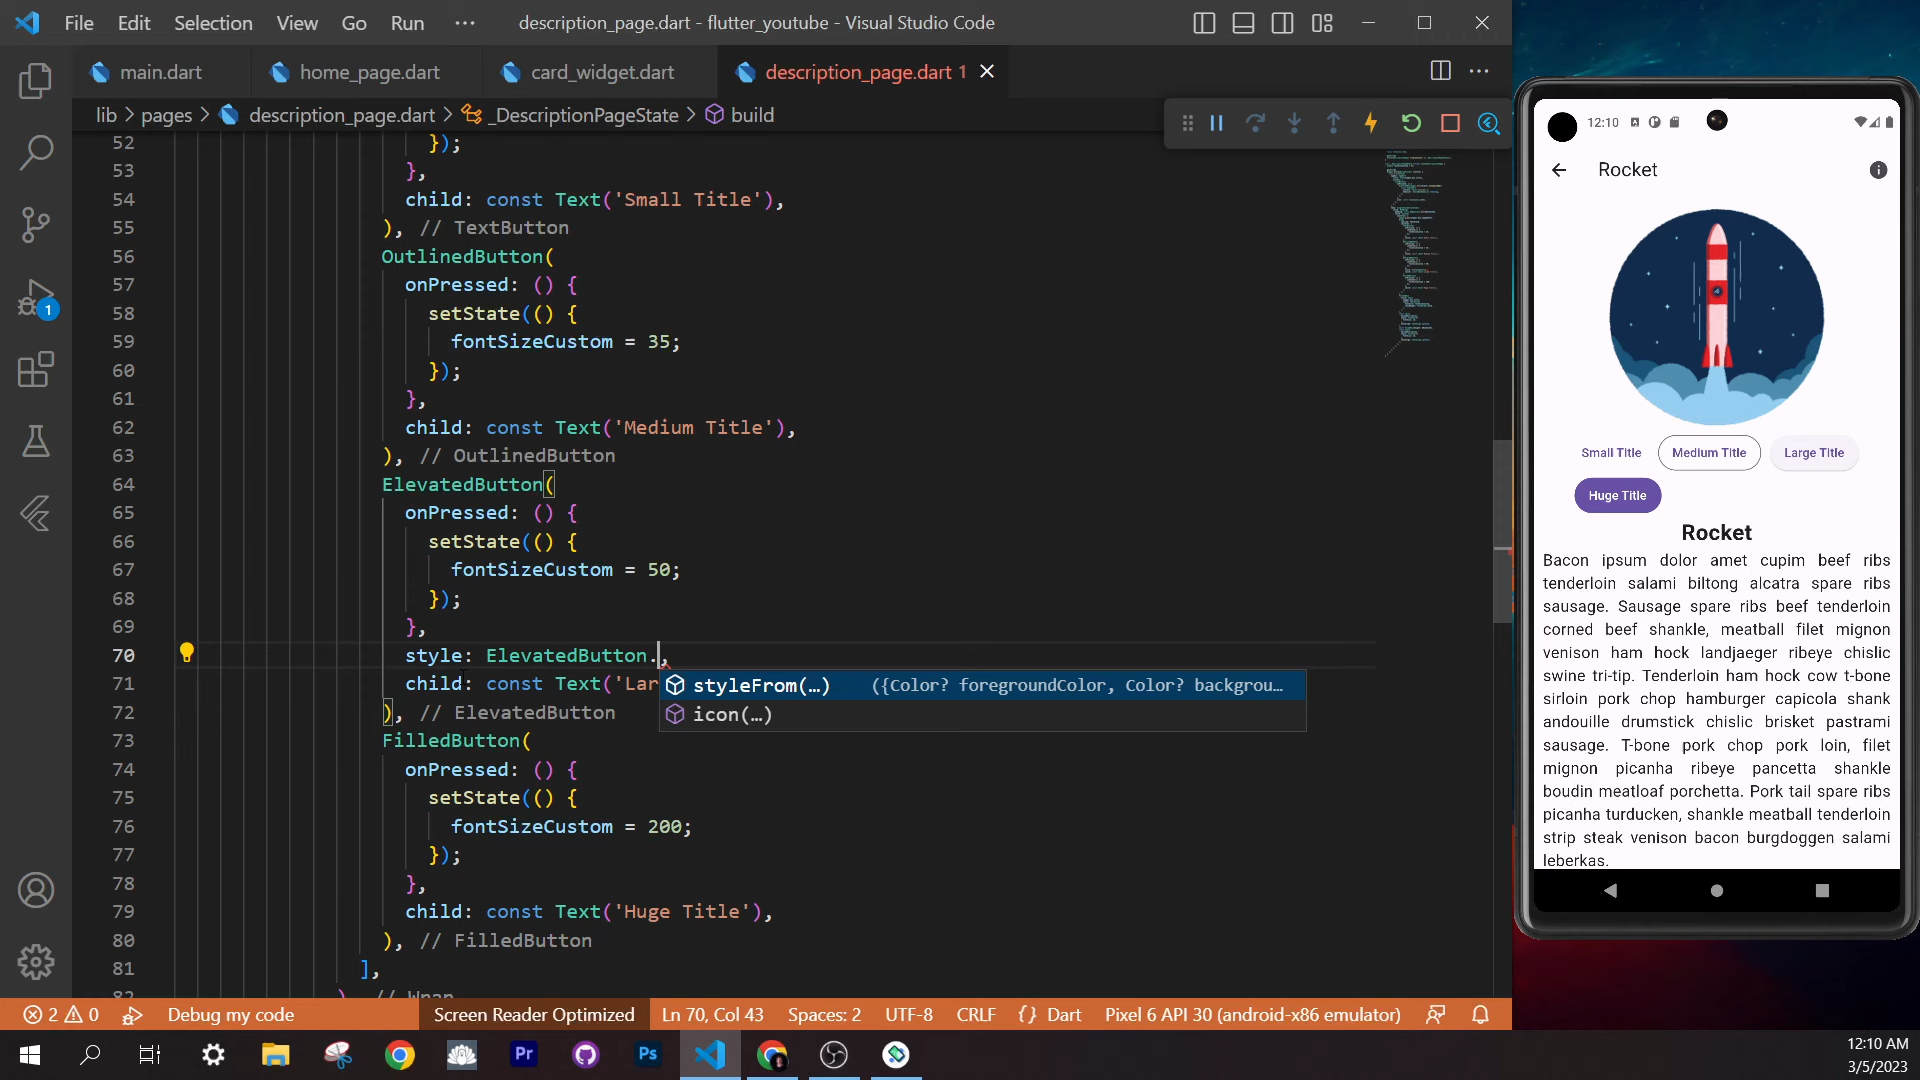 File Edit Selection View Go Run ··· description_page.dart - flutter_youtube - Visual Studio Code
main.dart home_page.dart card_widget.dart description_page.dart 1
lib > pages > description_page.dart > _DescriptionPageState > build
52 });
53 },
54 child: const Text('Small Title'),
55 ), // TextButton
56 OutlinedButton(
57 onPressed: () {
58 setState(() {
59 fontSizeCustom = 35;
60 });
61 },
62 child: const Text('Medium Title'),
63 ), // OutlinedButton
64 ElevatedButton(
65 onPressed: () {
66 setState(() {
67 fontSizeCustom = 50;
68 });
69 },
70 style: ElevatedButton.,
71 child: const Text('Lar
styleFrom(…) ({Color? foregroundColor, Color? backgrou…
icon(…)
72 ), // ElevatedButton
73 FilledButton(
74 onPressed: () {
75 setState(() {
76 fontSizeCustom = 200;
77 });
78 },
79 child: const Text('Huge Title'),
80 ), // FilledButton
81 ],
82 ), // Wrap
1
2 0 Debug my code Screen Reader Optimized Ln 70, Col 43 Spaces: 2 UTF-8 CRLF {} Dart Pixel 6 API 30 (android-x86 emulator)
Pr Ps
12:10 AM
3/5/2023
12:10
Rocket
Small Title Medium Title Large Title
Huge Title
Rocket
Bacon ipsum dolor amet cupim beef ribs
tenderloin salami biltong alcatra spare ribs
sausage. Sausage spare ribs beef tenderloin
corned beef shankle, meatball filet mignon
venison ham hock landjaeger ribeye chislic
swine tri-tip. Tenderloin ham hock cow t-bone
sirloin pork chop hamburger capicola shank
andouille drumstick chislic brisket pastrami
sausage. T-bone pork chop pork loin, filet
mignon picanha ribeye pancetta shankle
boudin meatloaf porchetta. Pork tail spare ribs
picanha turducken, shankle meatball tenderloin
strip steak venison bacon burgdoggen salami
leberkas.